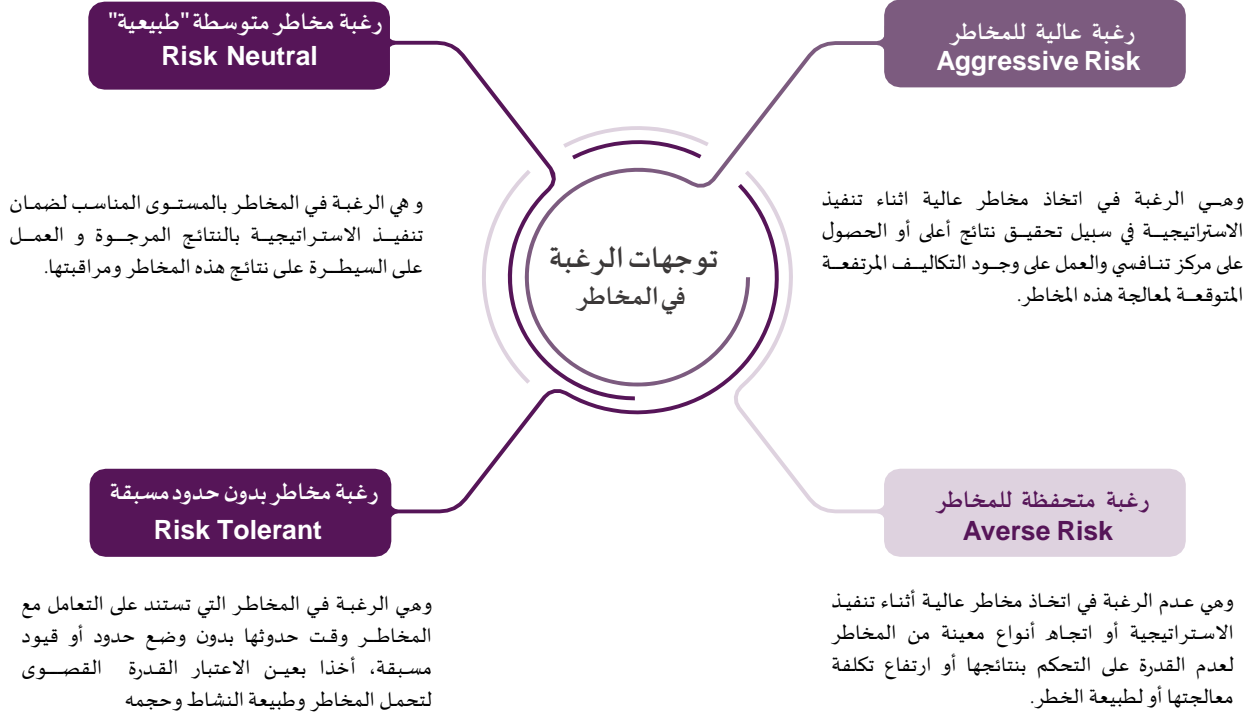 رغبة عالية للمخاطر
Aggressive Risk
وهي الرغبة في اتخاذ مخاطر عالية اثناء تنفيذ
الاستراتيجية في سبيل تحقيق نتائج أعلى أو الحصول
على مركز تنافسي والعمل على وجود التكاليف المرتفعة
المتوقعة لمعالجة هذه المخاطر.
رغبة مخاطر متوسطة "طبيعية"
Risk Neutral
و هي الرغبة في المخاطر بالمستوى المناسب لضمان
تنفيذ الاستراتيجية بالنتائج المرجوة و العمل
على السيطرة على نتائج هذه المخاطر ومراقبتها.
توجهات الرغبة
في المخاطر
رغبة متحفظة للمخاطر
Averse Risk
وهي عدم الرغبة في اتخاذ مخاطر عالية أثناء تنفيذ
الاستراتيجية أو اتجاه أنواع معينة من المخاطر
لعدم القدرة على التحكم بنتائجها أو ارتفاع تكلفة
معالجتها أو لطبيعة الخطر.
رغبة مخاطر بدون حدود مسبقة
Risk Tolerant
وهي الرغبة في المخاطر التي تستند على التعامل مع
المخاطر وقت حدوثها بدون وضع حدود أو قيود
مسبقة، أخذا بعين الاعتبار القدرة القصوى
لتحمل المخاطر وطبيعة النشاط وحجمه